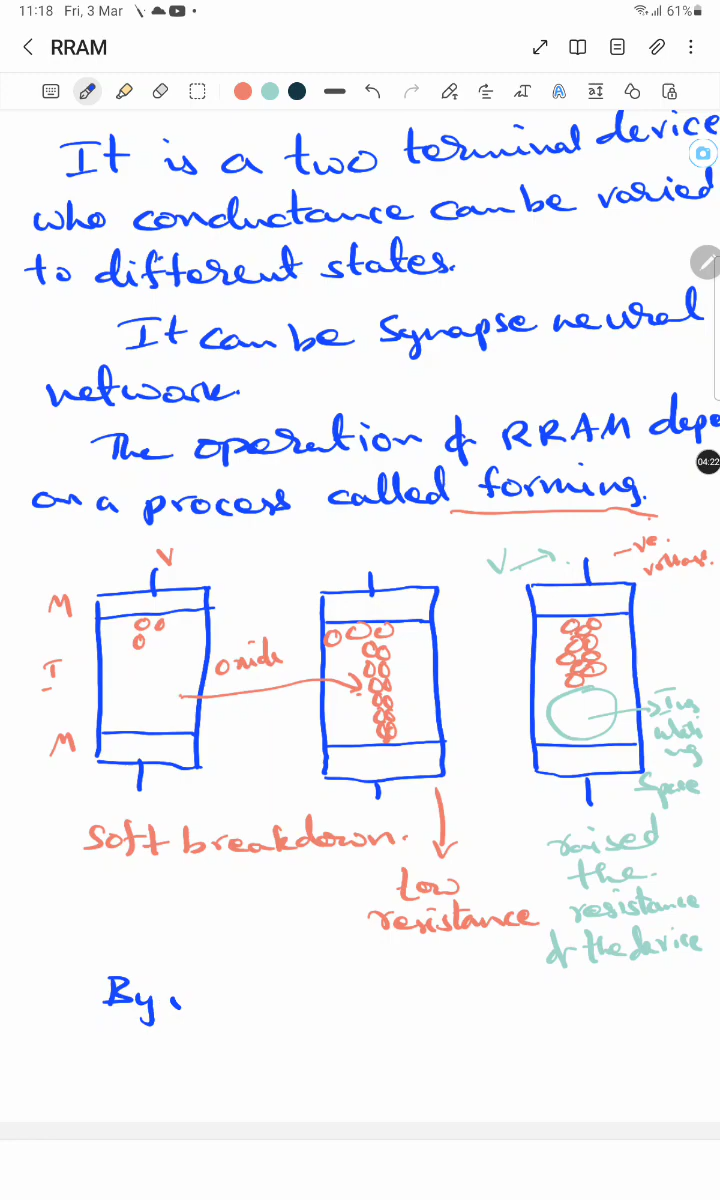 11:18 Fri, 3 Mar
61%
RRAM
It is a two terminal device
who conductance can be varied
to different states.
It can be synapse neural
network.
The operation of RRAM depe
04:22
on a process called forming.
V
V
-ve.
voltage.
M
oxide
I
M
Space
soft breakdown.
raised
the
Low
resistance
resistance
of the device
By